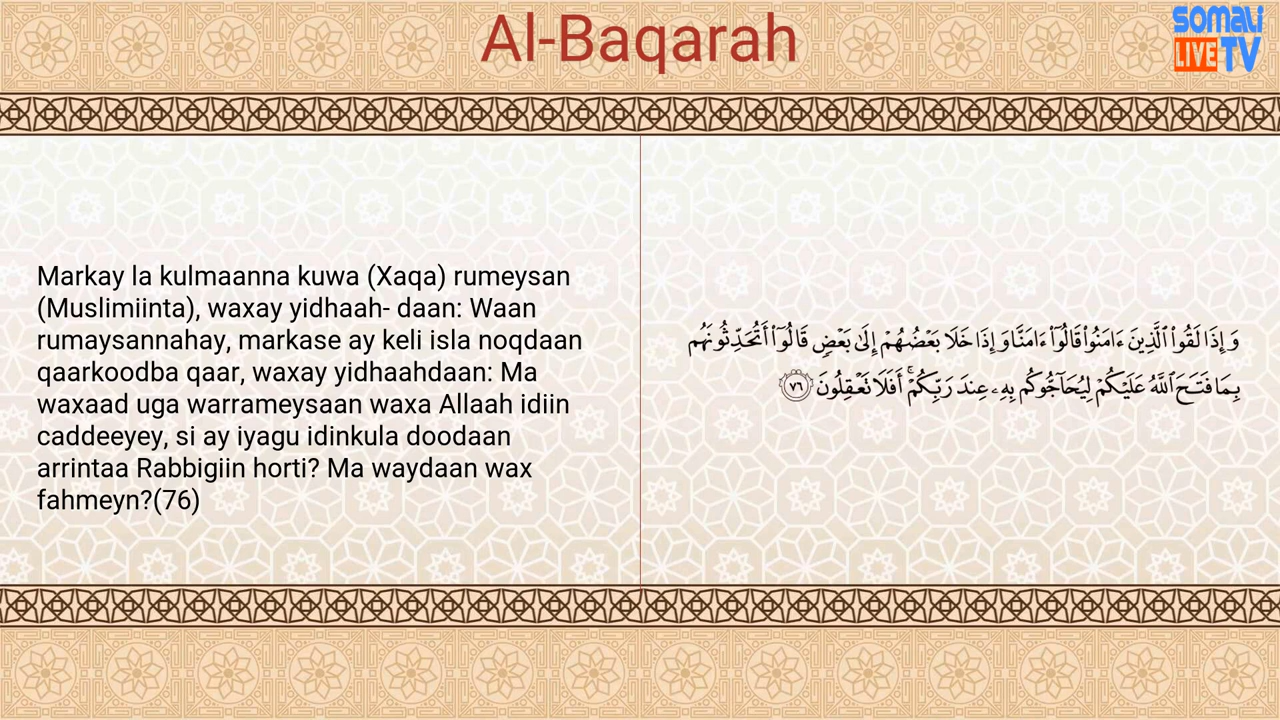 Al-Baqarah
SOMALI
LIVE TV
Markay la kulmaanna kuwa (Xaqa) rumeysan
(Muslimiinta), waxay yidhaah- daan: Waan
rumaysannahay, markase ay keli isla noqdaan
qaarkoodba qaar, waxay yidhaahdaan: Ma
waxaad uga warrameysaan waxa Allaah idiin
caddeeyey, si ay iyagu idinkula doodaan
arrintaa Rabbigiin horti? Ma waydaan wax
fahmeyn?(76)
وَإِذَا لَقُوا۟ ٱلَّذِينَ ءَامَنُوا۟ قَالُوٓا۟ ءَامَنَّا وَإِذَا خَلَا بَعْضُهُمْ إِلَىٰ بَعْضٍ قَالُوٓا۟ أَتُحَدِّثُونَهُم
بِمَا فَتَحَ ٱللَّهُ عَلَيْكُمْ لِيُحَآجُّوكُم بِهِۦ عِندَ رَبِّكُمْ ۚ أَفَلَا تَعْقِلُونَ ٧٦